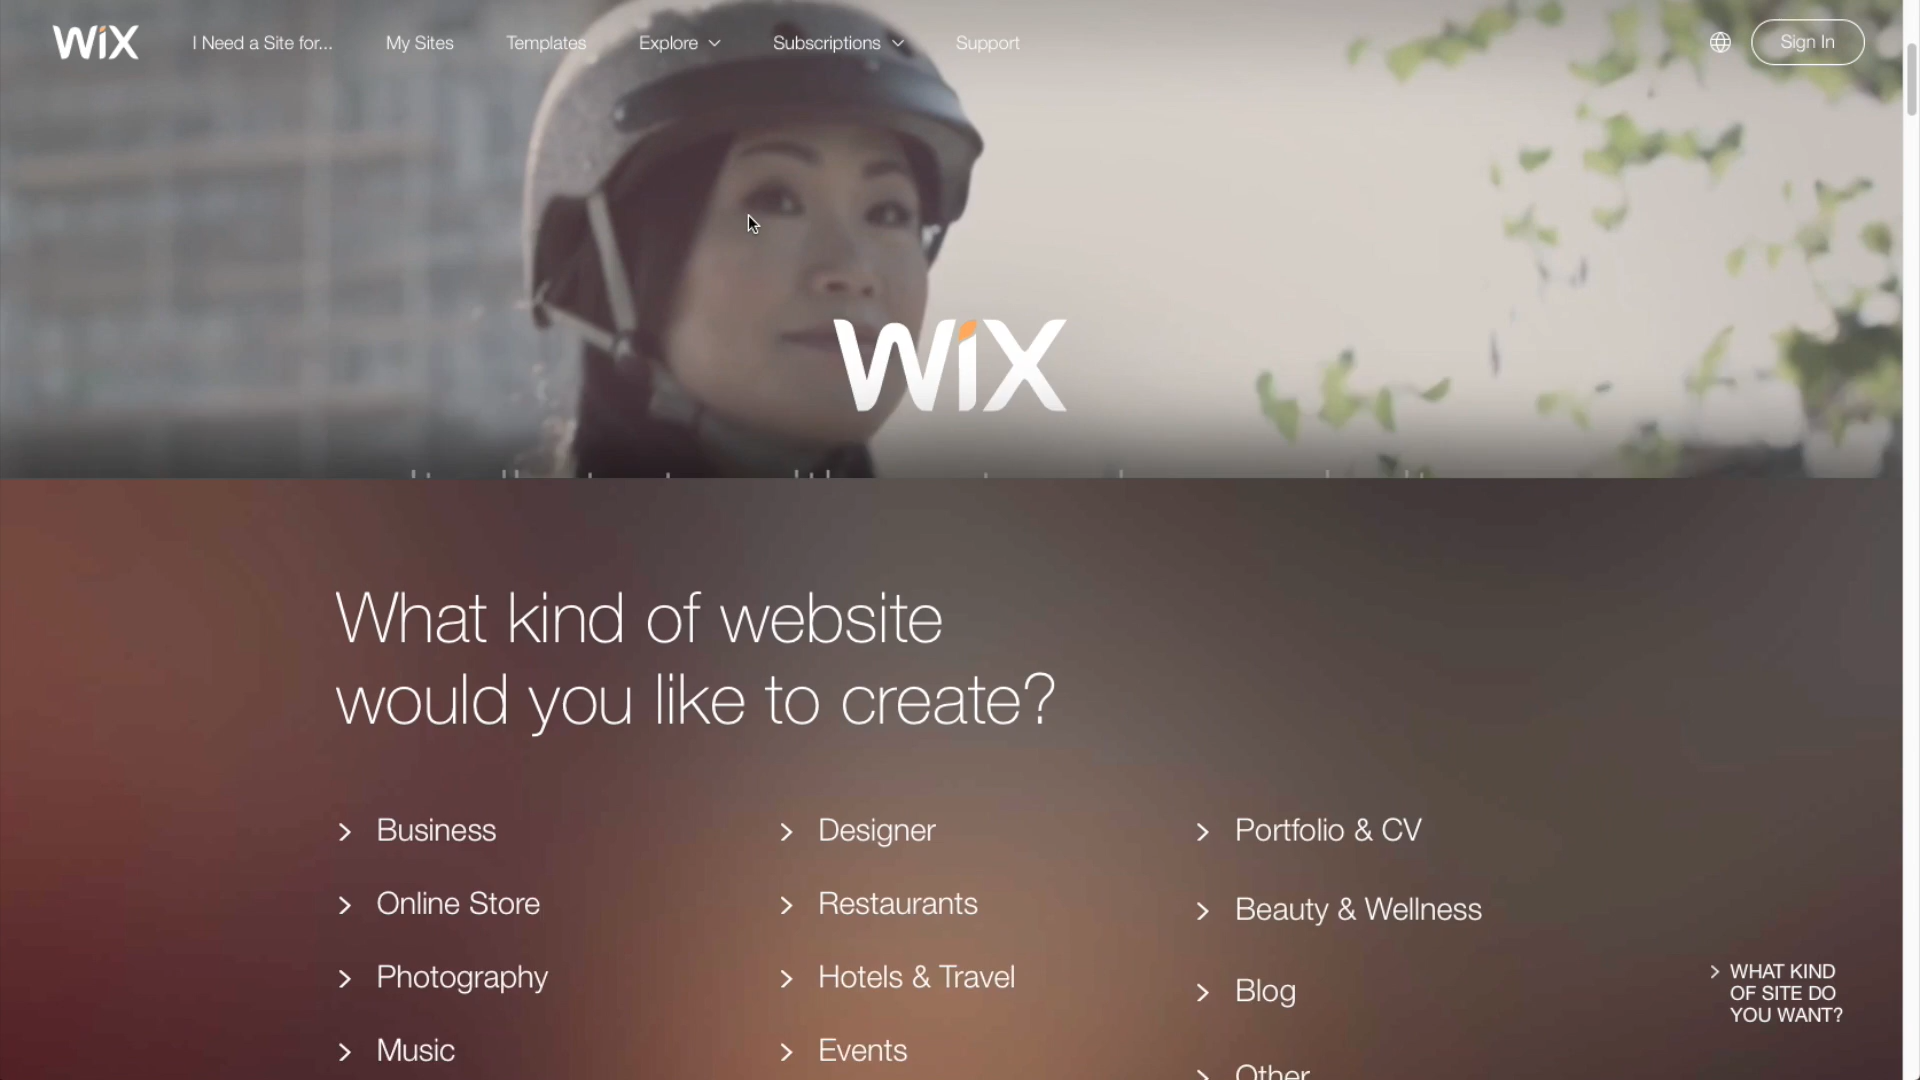 WiX
I Need a Site for...
My Sites
Templates
Explore
Subscriptions
Support
Sign In
WiX
What kind of website
would you like to create?
Business
Designer
Portfolio & CV
Online Store
Restaurants
Beauty & Wellness
Photography
Hotels & Travel
Blog
Music
Events
Other
WHAT KIND
OF SITE DO
YOU WANT?